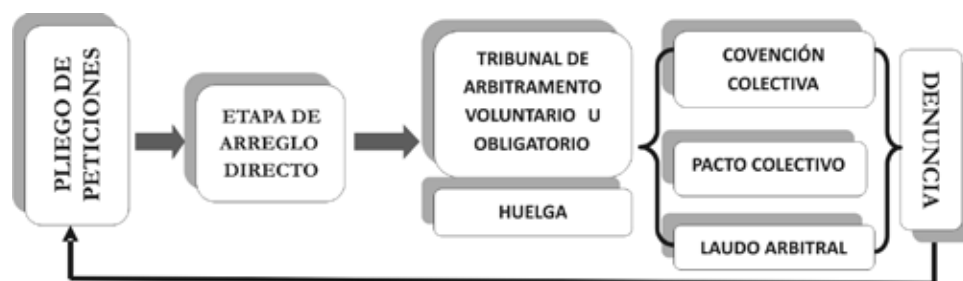 PLIEGO DE
PETICIONES
ETAPA DE
ARREGLO
DIRECTO
TRIBUNAL DE
ARBITRAMENTO
VOLUNTARIO U
OBLIGATORIO
HUELGA
COVENCIÓN
COLECTIVA
PACTO COLECTIVO
LAUDO ARBITRAL
DENUNCIA